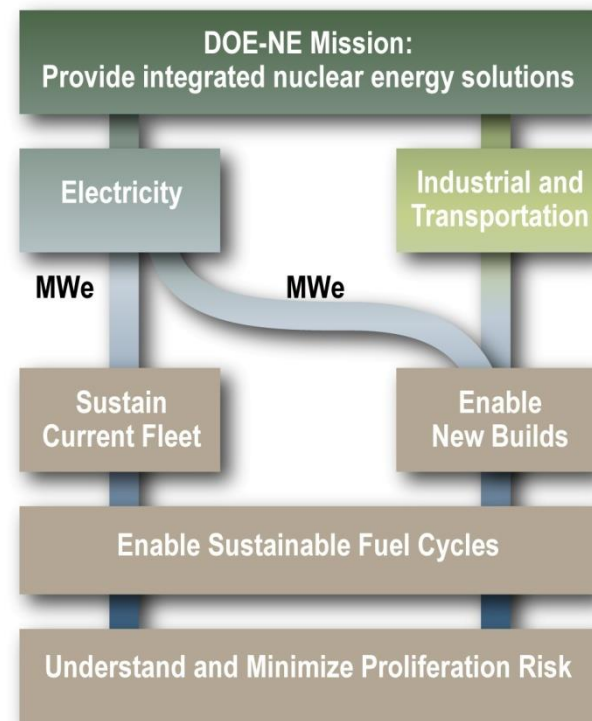 DOE-NE Mission:
Provide integrated nuclear energy solutions
Electricity
Industrial and
Transportation
MWe
MWe
Sustain
Current Fleet
Enable
New Builds
Enable Sustainable Fuel Cycles
Understand and Minimize Proliferation Risk